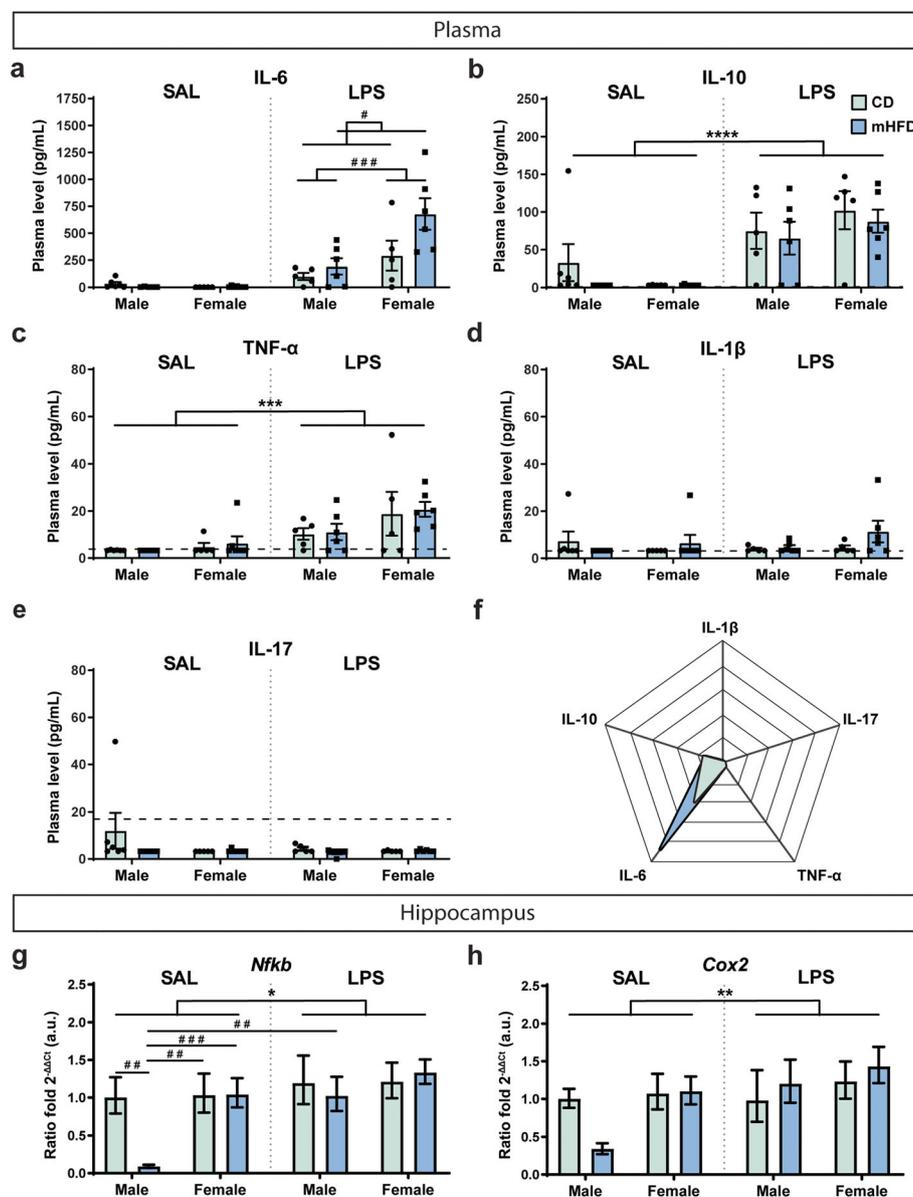 Plasma
a
IL-6
SAL LPS
Plasma level (pg/mL)
1750
1500
1250
1000
750
500
250
0
#
###
Male Female Male Female
b
IL-10
SAL LPS
CD
mHFD
Plasma level (pg/mL)
250
200
150
100
50
0
****
Male Female Male Female
c
TNF-α
SAL LPS
Plasma level (pg/mL)
80
60
40
20
0
***
Male Female Male Female
d
IL-1β
SAL LPS
Plasma level (pg/mL)
80
60
40
20
0
Male Female Male Female
e
IL-17
SAL LPS
Plasma level (pg/mL)
80
60
40
20
0
Male Female Male Female
f
IL-1β
IL-10 IL-17
IL-6 TNF-α
Hippocampus
g
Nfkb
SAL LPS
Ratio fold 2-ΔΔCt (a.u.)
2.5
2.0
1.5
1.0
0.5
0.0
*
##
###
##
##
Male Female Male Female
h
Cox2
SAL LPS
Ratio fold 2-ΔΔCt (a.u.)
2.5
2.0
1.5
1.0
0.5
0.0
**
Male Female Male Female